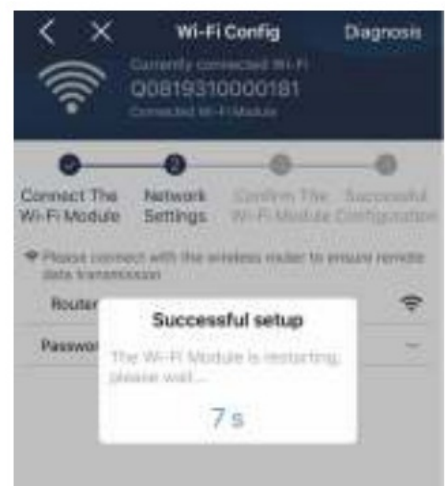 Wi-Fi Config
Diagnosis
Currently connected Wi-Fi
Q0819310000181
Connected Wi-Fi Module
2
Connect The
Wi-Fi Module
Network
Settings
Confirm The
Wi-Fi Module
Successful
Configuration
Please connect with the wireless router to ensure remote
data transmission
Router
Passwor
Successful setup
The Wi-Fi Module is restarting,
please wait...
7 s